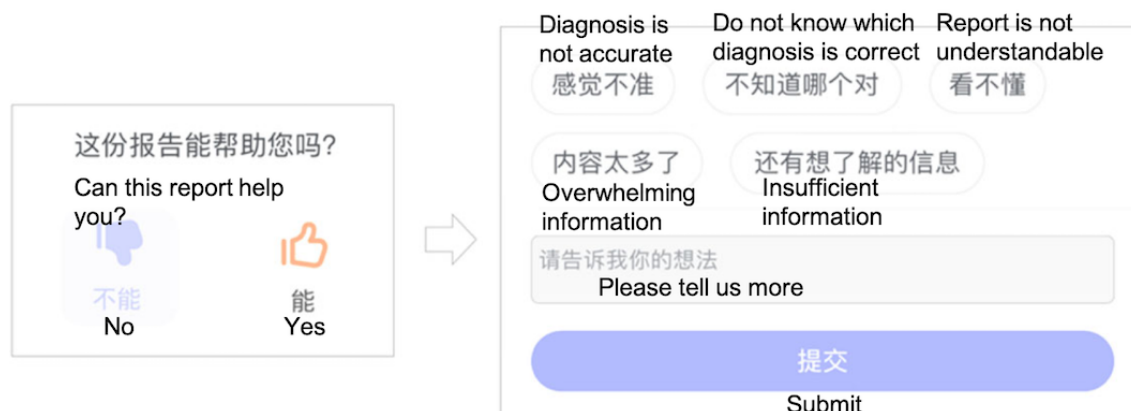 这份报告能帮助您吗?
Can this report help
you?
不能
No
能
Yes
Diagnosis is
not accurate
感觉不准
Do not know which
diagnosis is correct
不知道哪个对
Report is not
understandable
看不懂
内容太多了
Overwhelming
information
还有想了解的信息
Insufficient
information
请告诉我你的想法
Please tell us more
提交
Submit